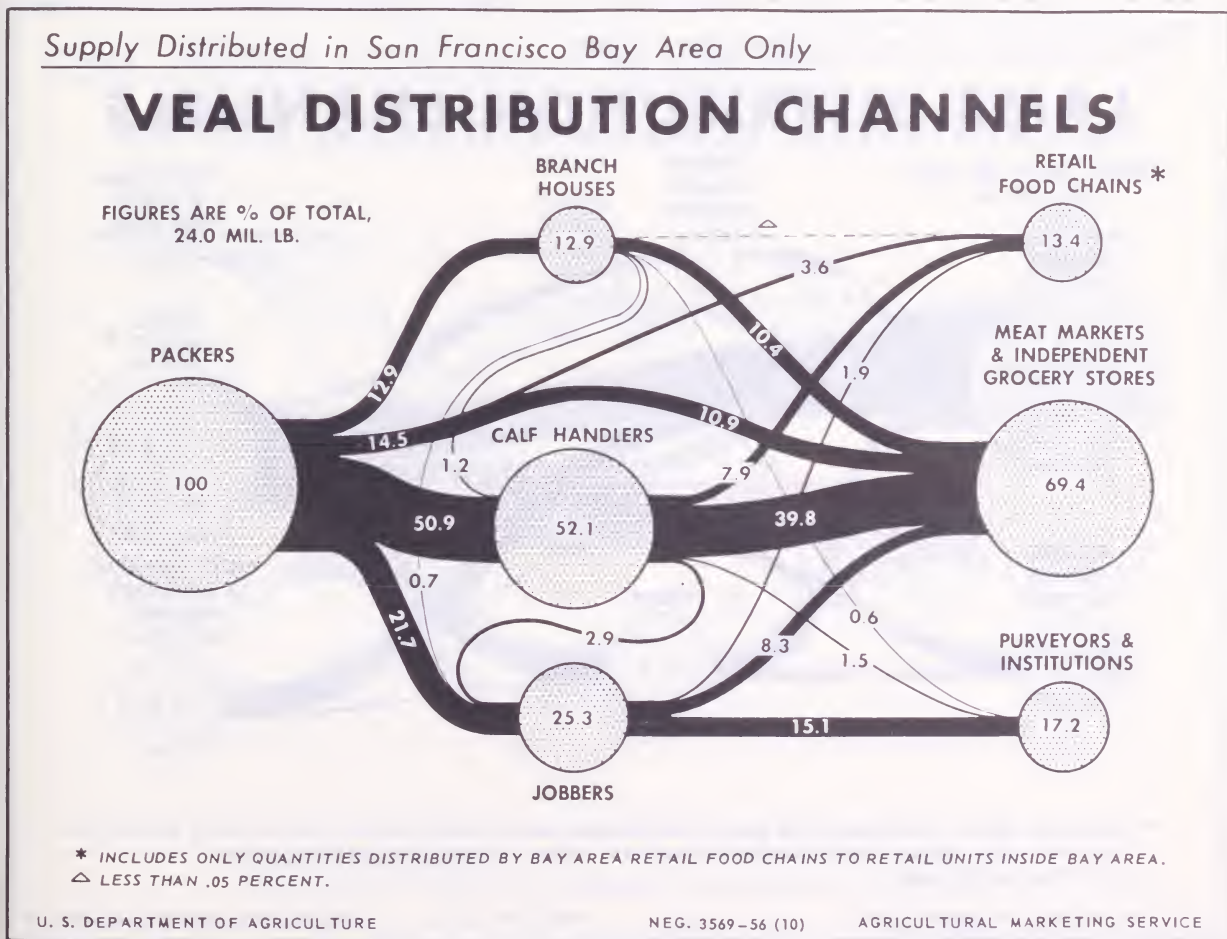 Supply Distributed in San Francisco Bay Area Only
VEAL DISTRIBUTION CHANNELS
BRANCH
HOUSES
RETAIL
FOOD CHAINS *
FIGURES ARE % OF TOTAL,
24.0 MIL. LB.
12.9
△
13.4
3.6
MEAT MARKETS
& INDEPENDENT
GROCERY STORES
PACKERS
10.4
12.9
1.9
10.9
14.5
CALF HANDLERS
1.2
7.9
100
69.4
50.9
52.1
39.8
0.7
21.7
2.9
0.6
8.3
1.5
PURVEYORS &
INSTITUTIONS
25.3
15.1
17.2
JOBBERS
* INCLUDES ONLY QUANTITIES DISTRIBUTED BY BAY AREA RETAIL FOOD CHAINS TO RETAIL UNITS INSIDE BAY AREA.
△ LESS THAN .05 PERCENT.
U. S. DEPARTMENT OF AGRICULTURE NEG. 3569-56 (10) AGRICULTURAL MARKETING SERVICE